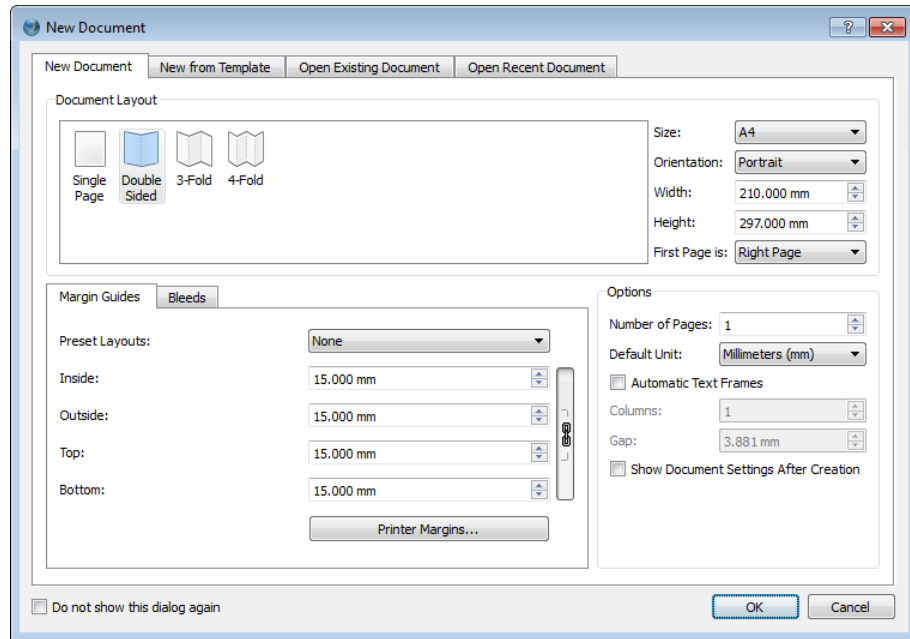 New Document
New Document New from Template Open Existing Document Open Recent Document
Document Layout
Single Page
Double Sided
3-Fold
4-Fold
Size: A4
Orientation: Portrait
Width: 210.000 mm
Height: 297.000 mm
First Page is: Right Page
Margin Guides Bleeds
Preset Layouts: None
Inside: 15.000 mm
Outside: 15.000 mm
Top: 15.000 mm
Bottom: 15.000 mm
Printer Margins...
Options
Number of Pages: 1
Default Unit: Millimeters (mm)
Automatic Text Frames
Columns: 1
Gap: 3.881 mm
Show Document Settings After Creation
Do not show this dialog again
OK Cancel